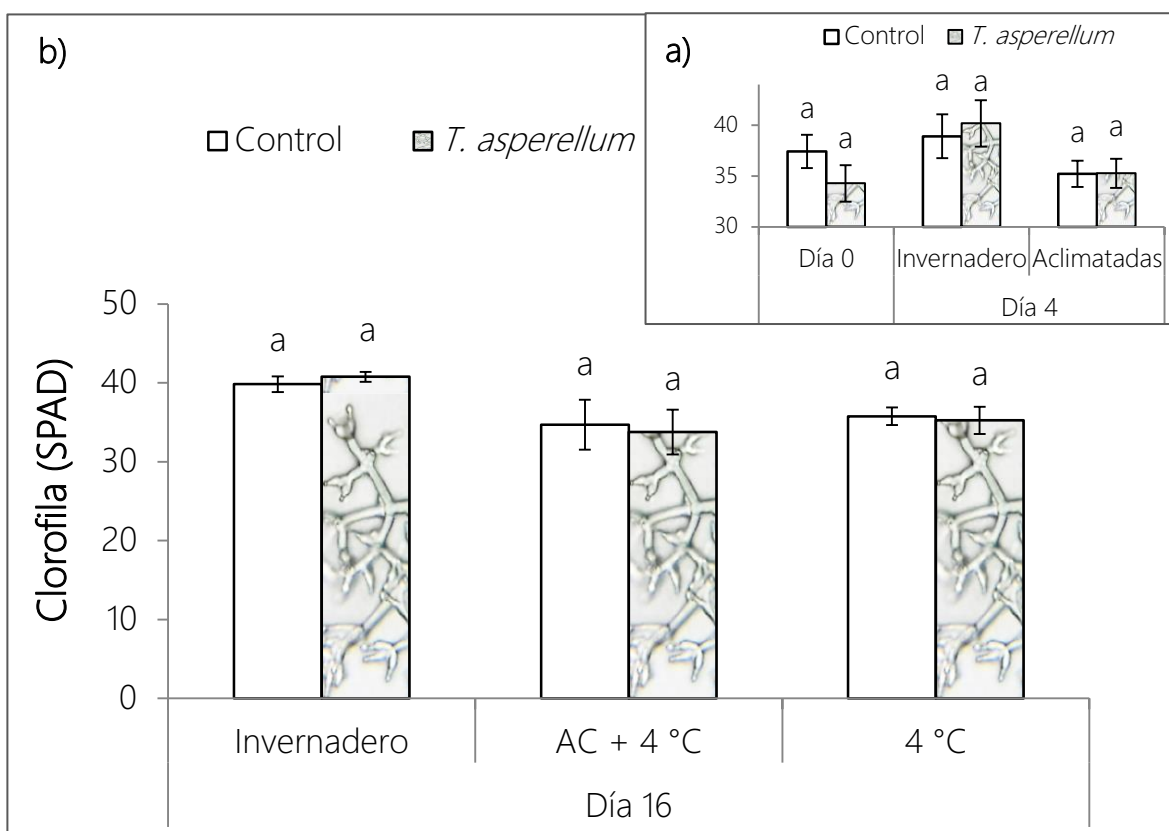 b)
Control T. asperellum
a)
Control T. asperellum
a a a a a a
40
35
30
Día 0 Invernadero Aclimatadas
Día 4
Clorofila (SPAD)
50
40
30
20
10
0
a a a a a a
Invernadero AC + 4 °C 4 °C
Día 16